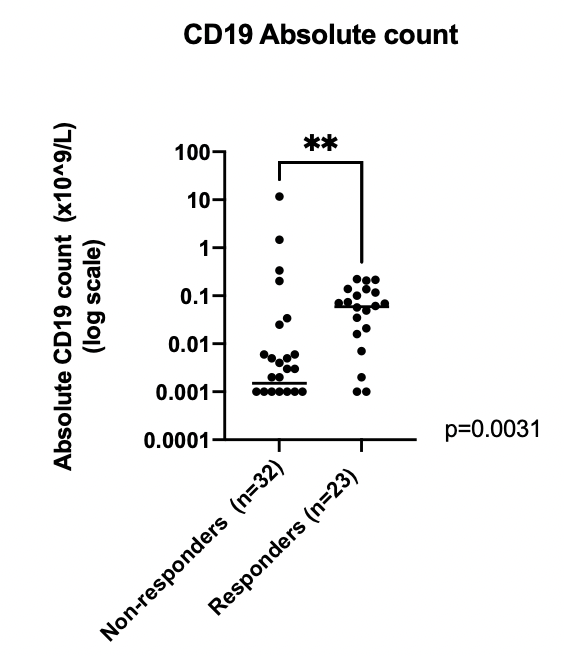 CD19 Absolute count
Absolute CD19 count (x10^9/L)
(log scale)
100
10
1
0.1
0.01
0.001
0.0001
**
p=0.0031
Non-responders (n=32)
Responders (n=23)